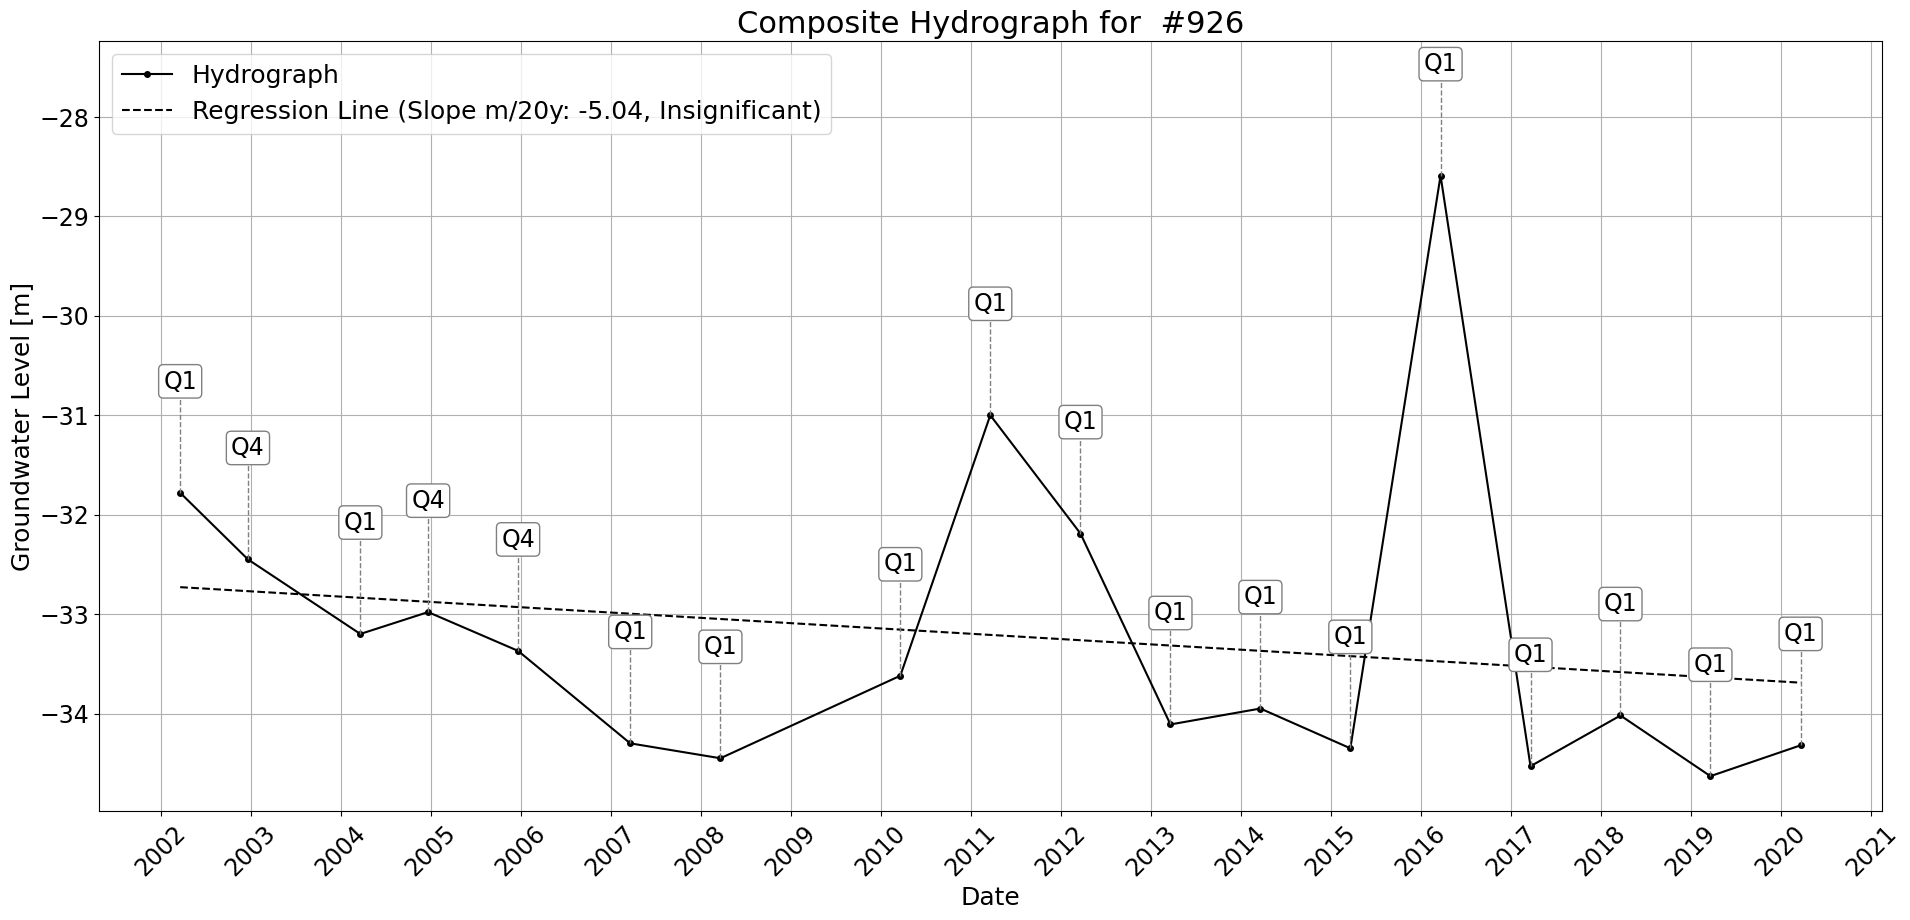 Composite Hydrograph for  #926
Hydrograph
Regression Line (Slope m/20y: -5.04, Insignificant)
Groundwater Level [m]
−28
−29
−30
−31
−32
−33
−34
Q1
Q4
Q1
Q4
Q4
Q1
Q1
Q1
Q1
Q1
Q1
Q1
Q1
Q1
Q1
Q1
Q1
Q1
2002
2003
2004
2005
2006
2007
2008
2009
2010
2011
2012
2013
2014
2015
2016
2017
2018
2019
2020
2021
Date